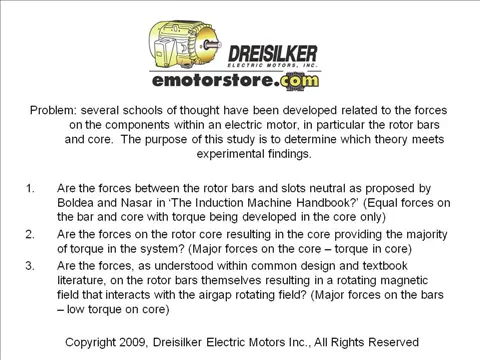 DREISILKER
ELECTRIC MOTORS, INC.
emotorstore.com
Problem: several schools of thought have been developed related to the forces
on the components within an electric motor, in particular the rotor bars
and core. The purpose of this study is to determine which theory meets
experimental findings.
1. Are the forces between the rotor bars and slots neutral as proposed by
Boldea and Nasar in ‘The Induction Machine Handbook?’ (Equal forces on
the bar and core with torque being developed in the core only)
2. Are the forces on the rotor core resulting in the core providing the majority
of torque in the system? (Major forces on the core – torque in core)
3. Are the forces, as understood within common design and textbook
literature, on the rotor bars themselves resulting in a rotating magnetic
field that interacts with the airgap rotating field? (Major forces on the bars
– low torque on core)
Copyright 2009, Dreisilker Electric Motors Inc., All Rights Reserved